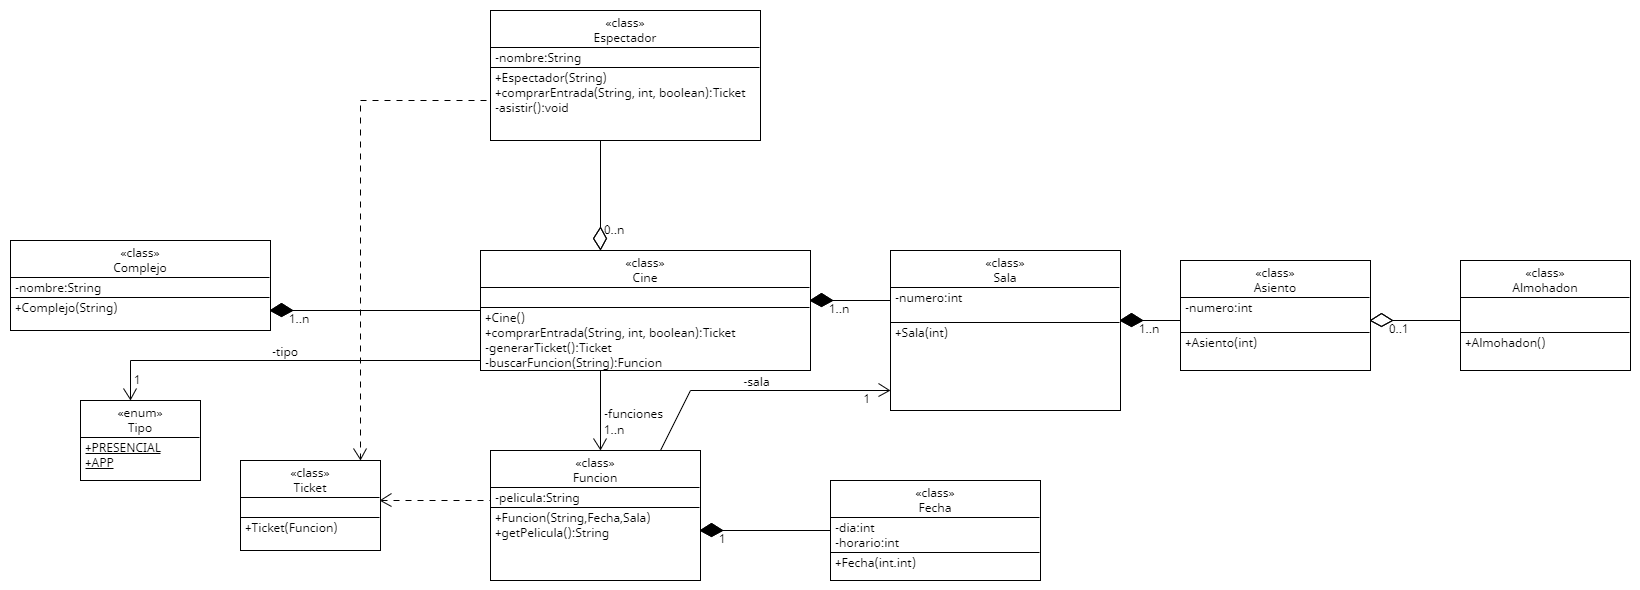 «class»
Espectador
-nombre:String
+Espectador(String)
+comprarEntrada(String, int, boolean):Ticket
-asistir():void
0..n
«class»
Complejo
-nombre:String
+Complejo(String)
1..n
«class»
Cine
+Cine()
+comprarEntrada(String, int, boolean):Ticket
-generarTicket():Ticket
-buscarFuncion(String):Funcion
1..n
«class»
Sala
-numero:int
+Sala(int)
1..n
«class»
Asiento
-numero:int
+Asiento(int)
0..1
«class»
Almohadon
+Almohadon()
-tipo
1
«enum»
Tipo
+PRESENCIAL
+APP
-funciones
1..n
-sala
1
«class»
Ticket
+Ticket(Funcion)
«class»
Funcion
-pelicula:String
+Funcion(String,Fecha,Sala)
+getPelicula():String
1
«class»
Fecha
-dia:int
-horario:int
+Fecha(int.int)